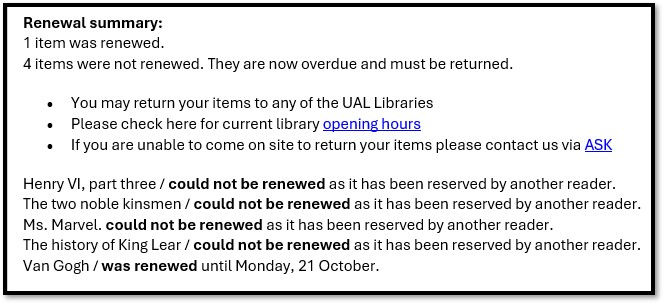 Renewal summary:
1 item was renewed.
4 items were not renewed. They are now overdue and must be returned.
• You may return your items to any of the UAL Libraries
• Please check here for current library opening hours
• If you are unable to come on site to return your items please contact us via ASK
Henry VI, part three / could not be renewed as it has been reserved by another reader.
The two noble kinsmen / could not be renewed as it has been reserved by another reader.
Ms. Marvel. could not be renewed as it has been reserved by another reader.
The history of King Lear / could not be renewed as it has been reserved by another reader.
Van Gogh / was renewed until Monday, 21 October.